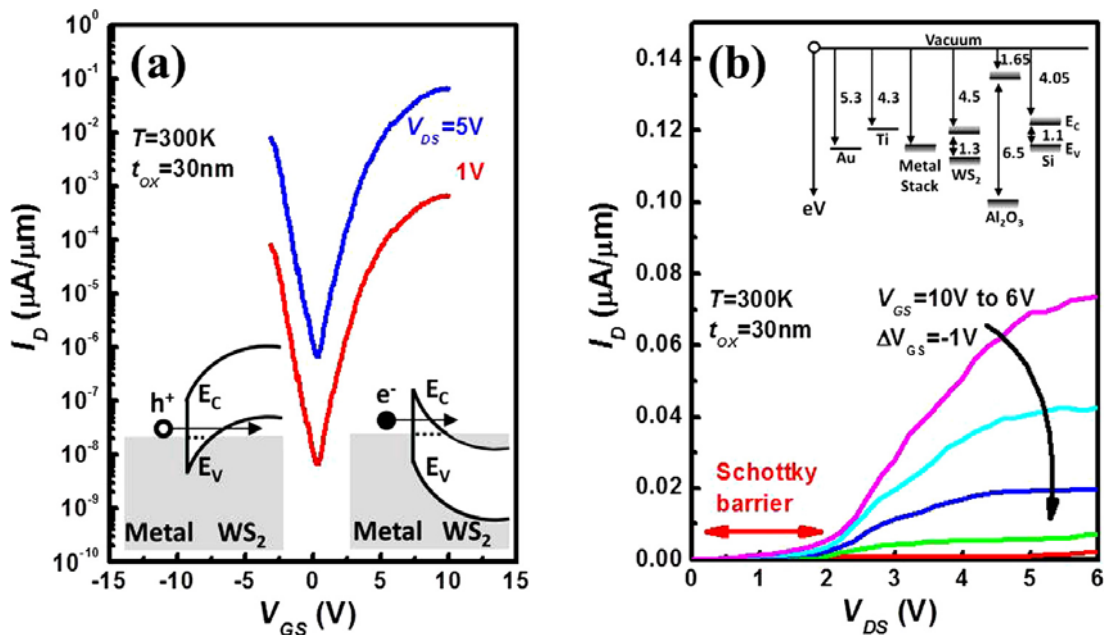 (a)
I_D (μA/μm)
10^0
10^-1
10^-2
10^-3
10^-4
10^-5
10^-6
10^-7
10^-8
10^-9
10^-10
T=300K
t_ox=30nm
V_DS=5V
1V
h⁺
E_C
E_V
Metal WS₂
e⁻
E_C
E_V
Metal WS₂
-15 -10 -5 0 5 10 15
V_GS (V)
(b)
I_D (μA/μm)
0.14
0.12
0.10
0.08
0.06
0.04
0.02
0.00
Vacuum
5.3
4.3
4.5
1.65
4.05
E_C
1.3
6.5
1.1
E_V
Au
Ti
Metal
Stack
WS₂
Si
Al₂O₃
eV
T=300K
t_ox=30nm
V_GS=10V to 6V
ΔV_GS=-1V
Schottky
barrier
0 1 2 3 4 5 6
V_DS (V)